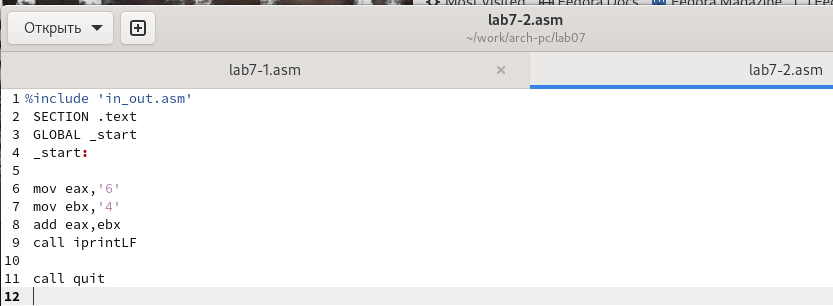 Most Visited Fedora Docs Fedora Magazine
Открыть
lab7-2.asm
~/work/arch-pc/lab07
lab7-1.asm × lab7-2.asm
1 %include 'in_out.asm'
2 SECTION .text
3 GLOBAL _start
4 _start:
5
6 mov eax,'6'
7 mov ebx,'4'
8 add eax,ebx
9 call iprintLF
10
11 call quit
12